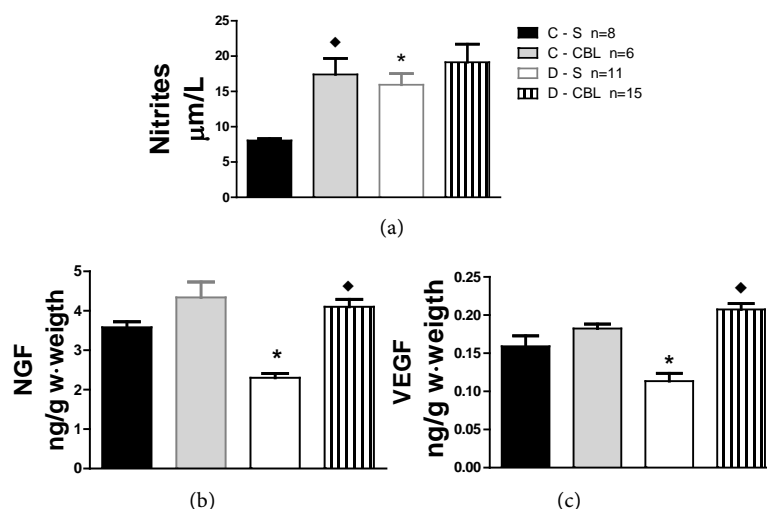 25
20
15
10
5
0
Nitrites
μm/L
◆
*
C - S n=8
C - CBL n=6
D - S n=11
D - CBL n=15
(a)
5
4
3
2
1
0
NGF
ng/g w·weigth
*
◆
(b)
0.25
0.20
0.15
0.10
0.05
0.00
VEGF
ng/g w·weigth
*
◆
(c)